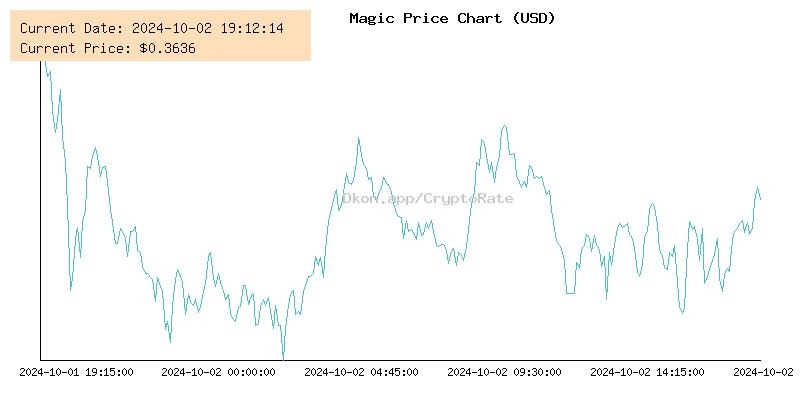 Magic Price Chart (USD)
Current Date: 2024-10-02 19:12:14
Current Price: $0.3636
Okon.app/CryptoRate
2024-10-01 19:15:00 2024-10-02 00:00:00 2024-10-02 04:45:00 2024-10-02 09:30:00 2024-10-02 14:15:00 2024-10-02